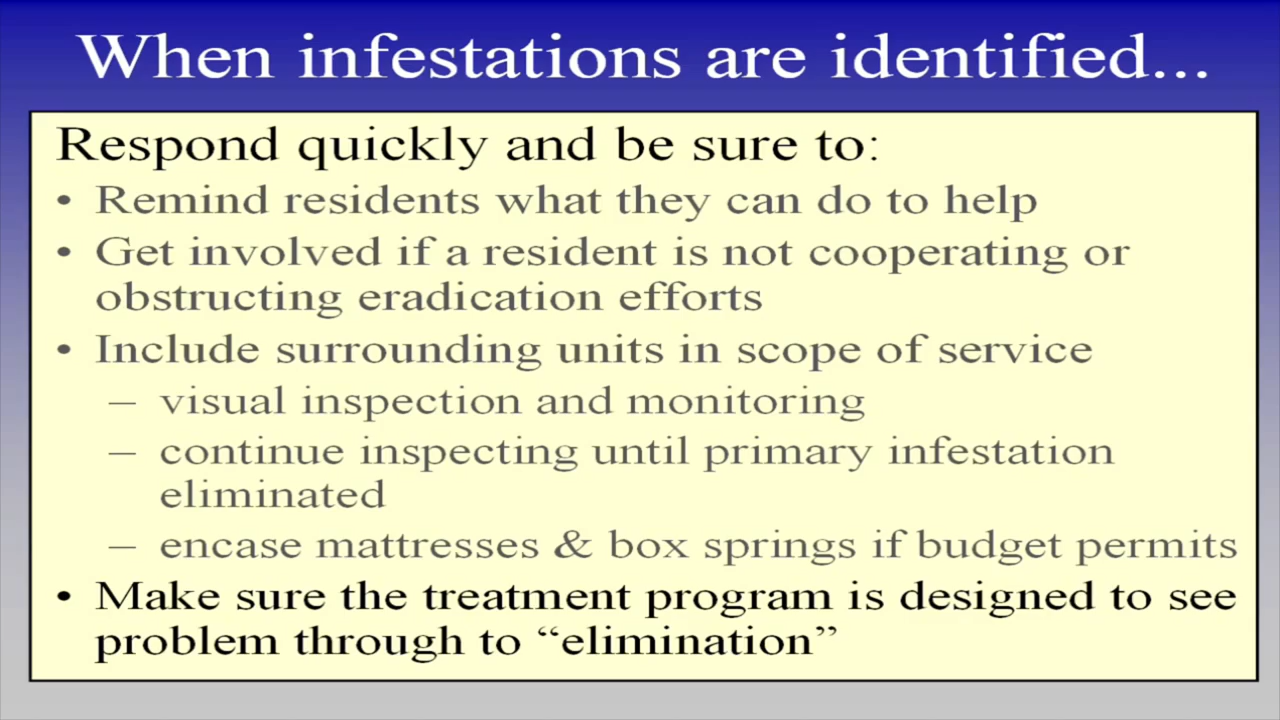 When infestations are identified...
Respond quickly and be sure to:
• Remind residents what they can do to help
• Get involved if a resident is not cooperating or
obstructing eradication efforts
• Include surrounding units in scope of service
– visual inspection and monitoring
– continue inspecting until primary infestation
eliminated
– encase mattresses & box springs if budget permits
• Make sure the treatment program is designed to see
problem through to “elimination”